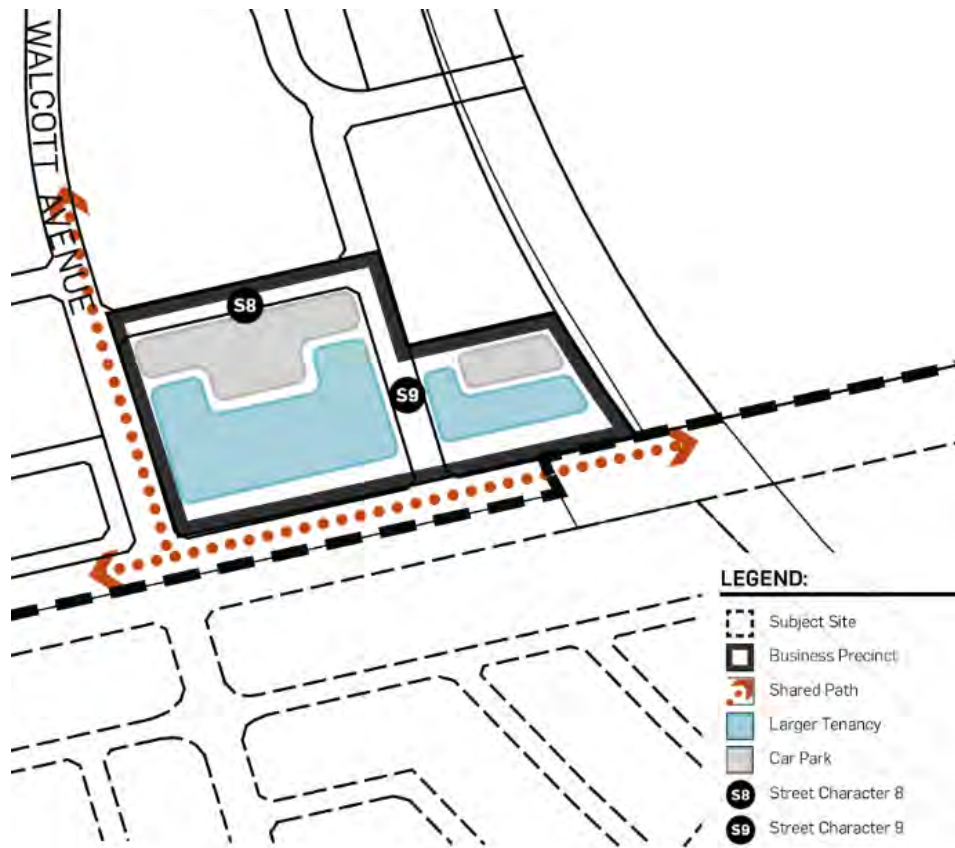 WALCOTT AVENUE
S8
S9
LEGEND:
Subject Site
Business Precinct
Shared Path
Larger Tenancy
Car Park
S8 Street Character 8
S9 Street Character 9